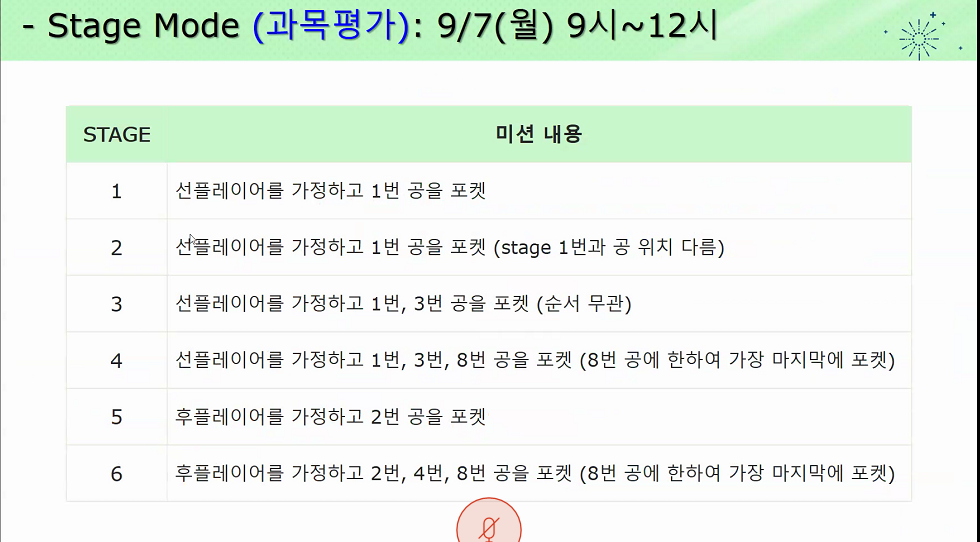 - Stage Mode (과목평가): 9/7(월) 9시~12시
STAGE 미션 내용
1 선플레이어를 가정하고 1번 공을 포켓
2 선플레이어를 가정하고 1번 공을 포켓 (stage 1번과 공 위치 다름)
3 선플레이어를 가정하고 1번, 3번 공을 포켓 (순서 무관)
4 선플레이어를 가정하고 1번, 3번, 8번 공을 포켓 (8번 공에 한하여 가장 마지막에 포켓)
5 후플레이어를 가정하고 2번 공을 포켓
6 후플레이어를 가정하고 2번, 4번, 8번 공을 포켓 (8번 공에 한하여 가장 마지막에 포켓)